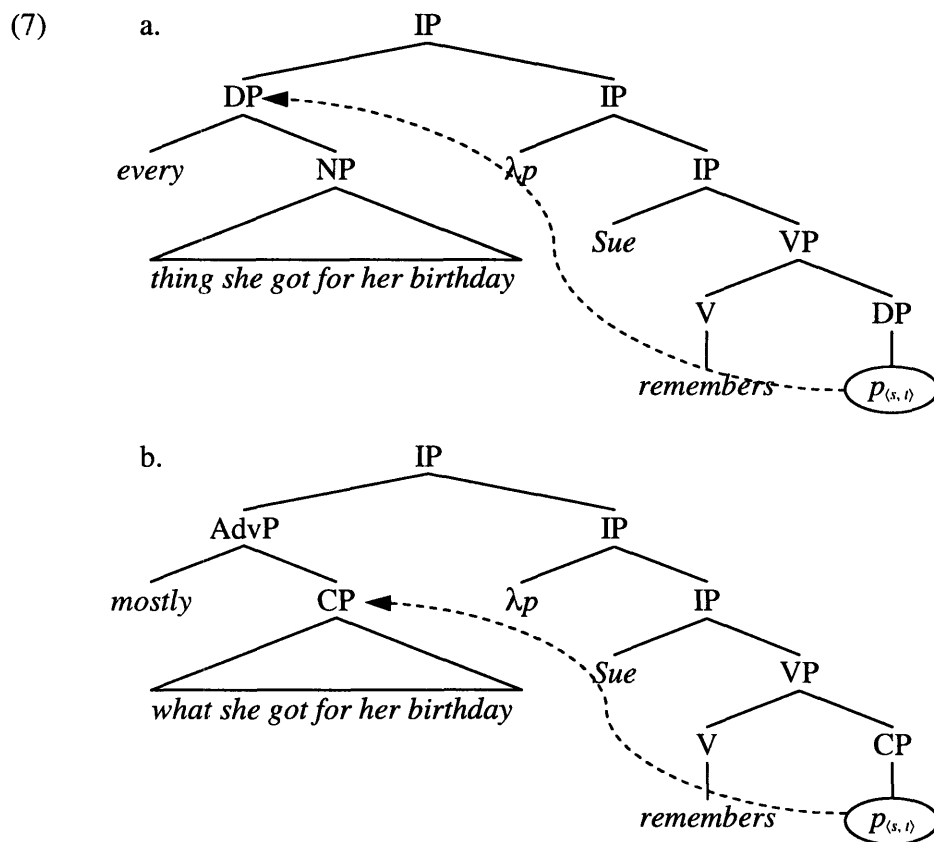 (7) a. IP
DP IP
every NP λp IP
Sue VP
thing she got for her birthday V DP
remembers p⟨s, t⟩
b. IP
AdvP IP
mostly CP λp IP
Sue VP
what she got for her birthday V CP
remembers p⟨s, t⟩